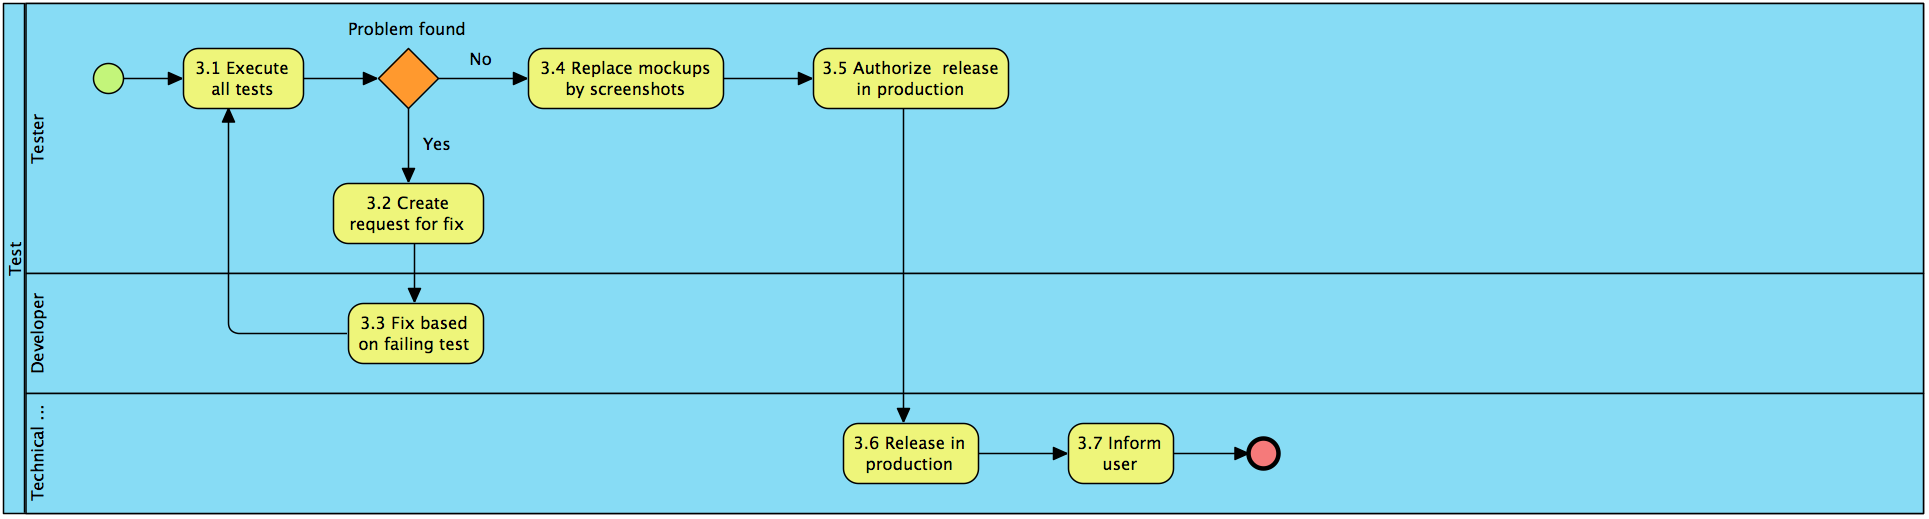 Test
Tester
Problem found
3.1 Execute
all tests
No
3.4 Replace mockups
by screenshots
3.5 Authorize  release
in production
Yes
3.2 Create
request for fix
Developer
3.3 Fix based
on failing test
Technical ...
3.6 Release in
production
3.7 Inform
user